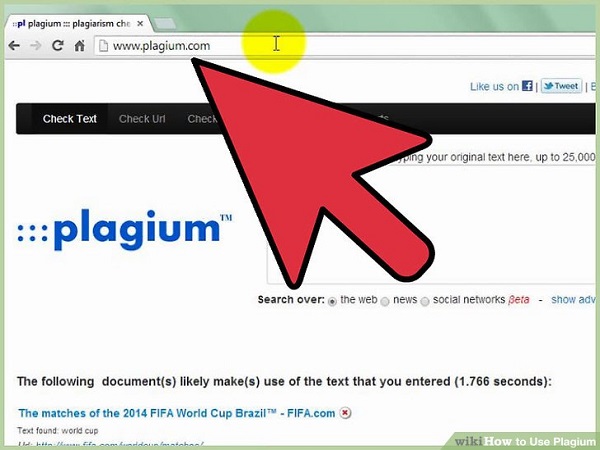 ::pl plagium ::: plagiarism che
www.plagium.com
Like us on | Tweet | B
Check Text Check Url Check
typing your original text here, up to 25,000
:::plagium™
Search over: the web news social networks βeta - show adv
The following document(s) likely make(s) use of the text that you entered (1.766 seconds):
The matches of the 2014 FIFA World Cup Brazil™ - FIFA.com
Text found: world cup
Url: http://www.fifa.com/worldcup/matches/
wikiHow to Use Plagium